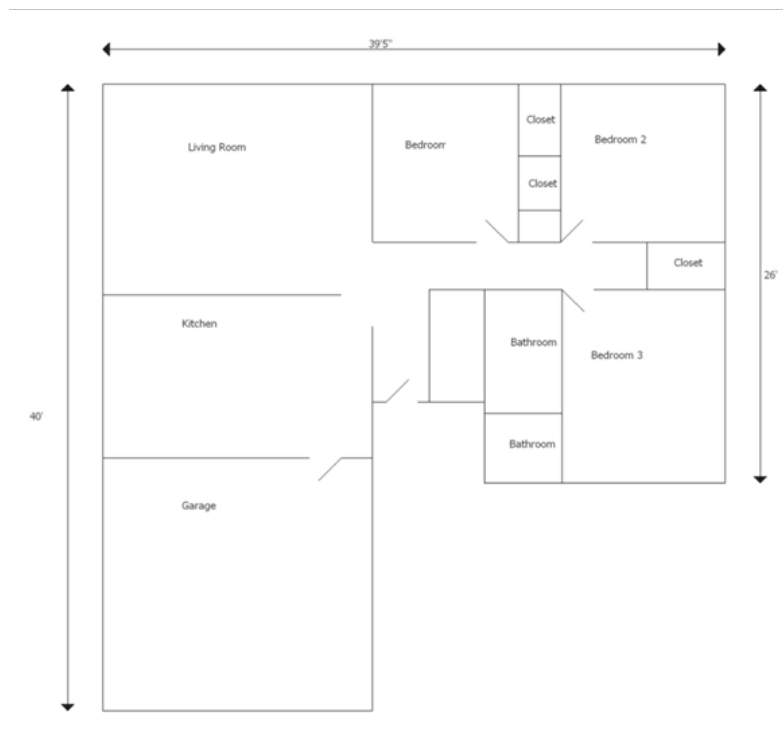 39'5"
Living Room
Bedroom
Closet
Bedroom 2
Closet
Closet
26'
Kitchen
Bathroom
Bedroom 3
40'
Bathroom
Garage